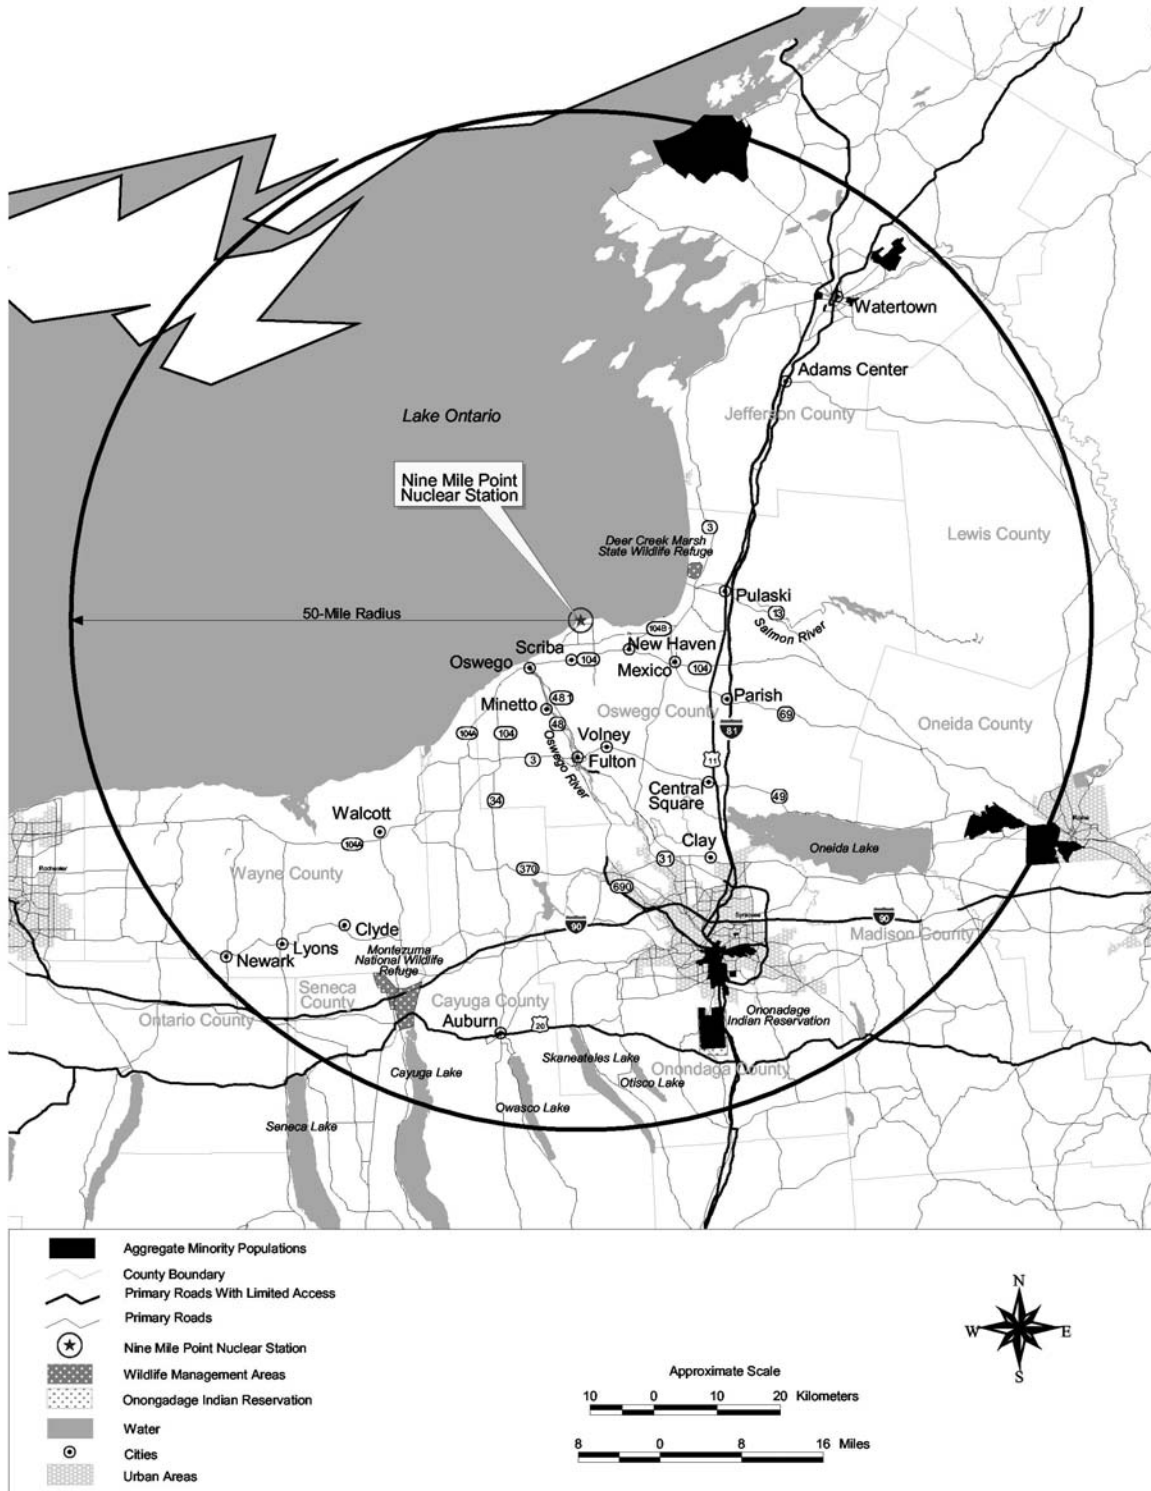 Watertown
Adams Center
Jefferson County
Lake Ontario
Nine Mile Point
Nuclear Station
3
Lewis County
Deer Creek Marsh
State Wildlife Refuge
Pulaski
50-Mile Radius
13
Salmon River
104B
New Haven
Scriba
104
Oswego
Mexico
104
Parish
481
Minetto
Oswego County
69
48
Oneida County
81
104A
104
Volney
Oswego River
3
Fulton
11
Central
Square
49
34
Walcott
Rome
104A
Clay
31
Oneida Lake
Rochester
Wayne County
370
690
Syracuse
90
90
Clyde
Madison County
Lyons
Montezuma
National Wildlife
Refuge
Newark
Seneca
County
Cayuga County
Ontario County
Auburn
20
Ononadage
Indian Reservation
Skaneateles Lake
Onondaga County
Cayuga Lake
Otisco Lake
Owasco Lake
Seneca Lake
Aggregate Minority Populations
County Boundary
Primary Roads With Limited Access
Primary Roads
Nine Mile Point Nuclear Station
Wildlife Management Areas
Onongadage Indian Reservation
Water
Cities
Urban Areas
Approximate Scale
10 0 10 20 Kilometers
8 0 8 16 Miles
N
W E
S